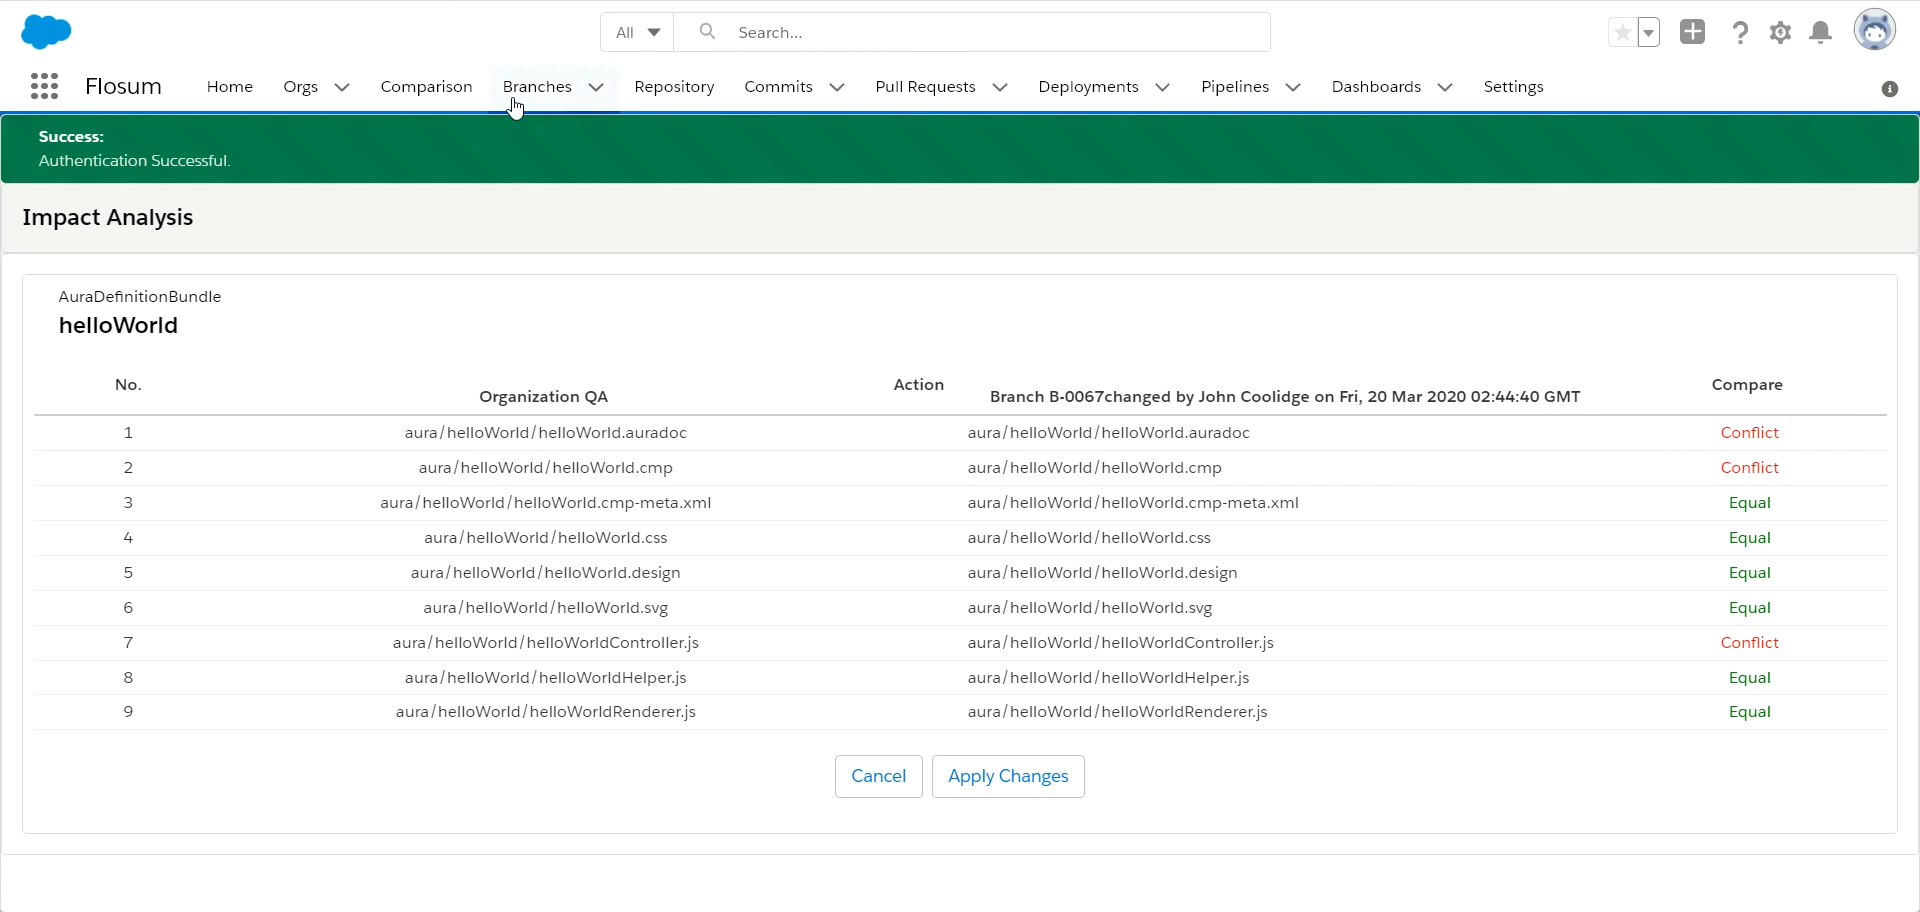 All Search...
Flosum Home Orgs Comparison Branches Repository Commits Pull Requests Deployments Pipelines Dashboards Settings
Success:
Authentication Successful.
Impact Analysis
AuraDefinitionBundle
helloWorld
No. Organization QA Action Branch B-0067changed by John Coolidge on Fri, 20 Mar 2020 02:44:40 GMT Compare
1 aura/helloWorld/helloWorld.auradoc aura/helloWorld/helloWorld.auradoc Conflict
2 aura/helloWorld/helloWorld.cmp aura/helloWorld/helloWorld.cmp Conflict
3 aura/helloWorld/helloWorld.cmp-meta.xml aura/helloWorld/helloWorld.cmp-meta.xml Equal
4 aura/helloWorld/helloWorld.css aura/helloWorld/helloWorld.css Equal
5 aura/helloWorld/helloWorld.design aura/helloWorld/helloWorld.design Equal
6 aura/helloWorld/helloWorld.svg aura/helloWorld/helloWorld.svg Equal
7 aura/helloWorld/helloWorldController.js aura/helloWorld/helloWorldController.js Conflict
8 aura/helloWorld/helloWorldHelper.js aura/helloWorld/helloWorldHelper.js Equal
9 aura/helloWorld/helloWorldRenderer.js aura/helloWorld/helloWorldRenderer.js Equal
Cancel Apply Changes